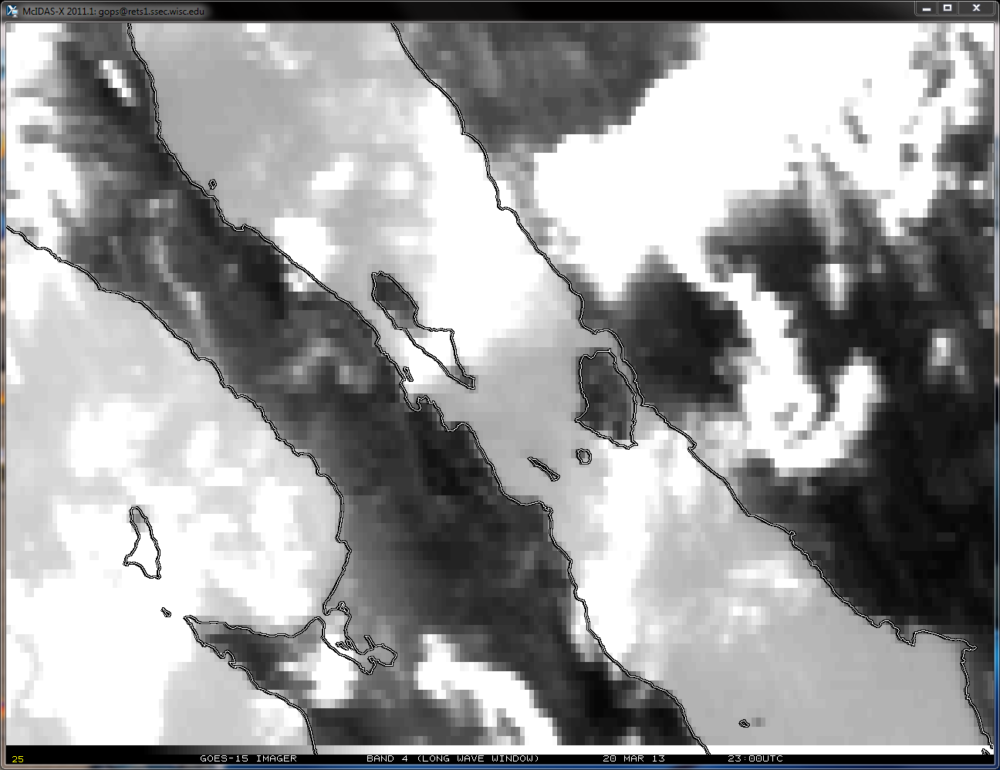 McIDAS-X 2011.1: gops@rets1.ssec.wisc.edu
25 GOES-15 IMAGER BAND 4 (LONG WAVE WINDOW) 20 MAR 13 23:00UTC